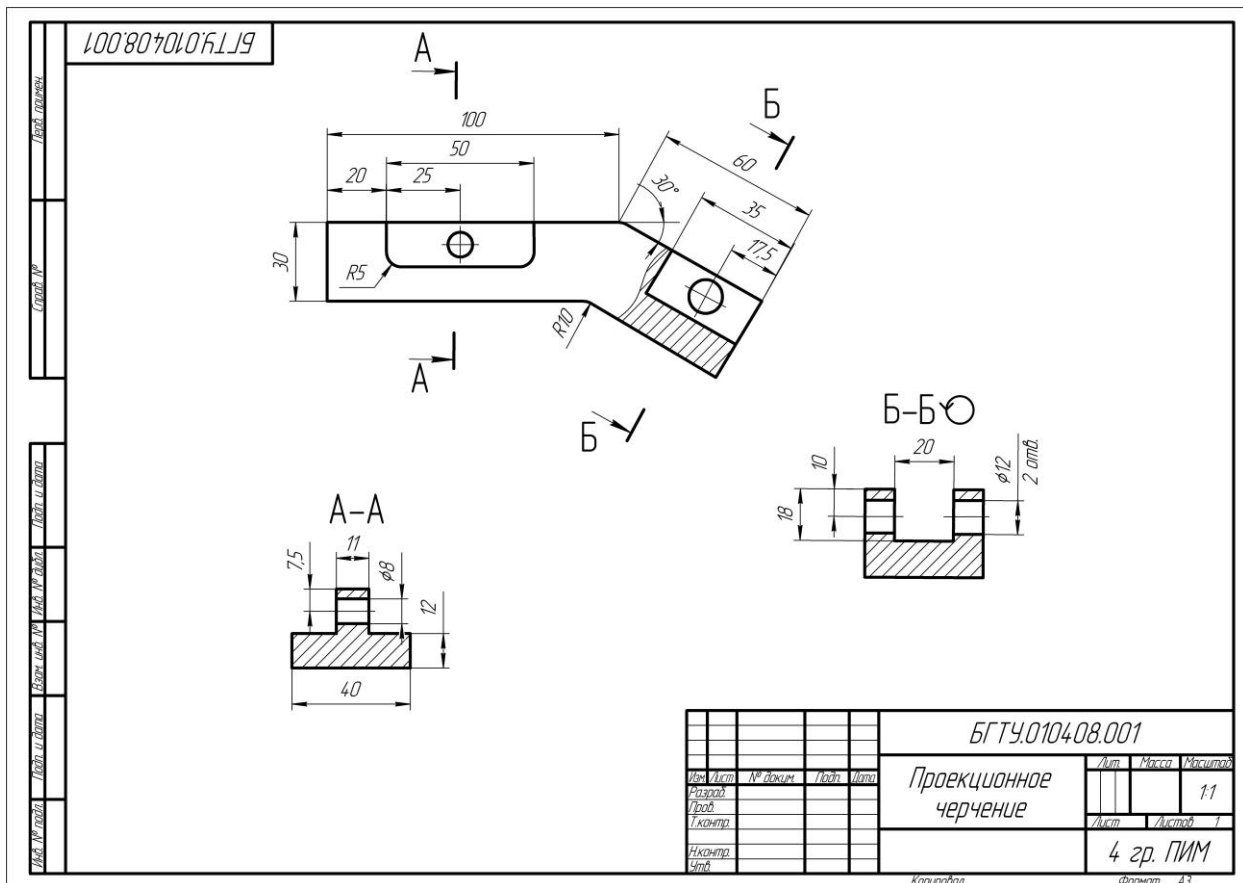 БГТУ.010408.001
Перв. примен.
Справ. №
Подп. и дата
Инв. № дубл.
Взам. инв. №
Подп. и дата
Инв. № подл.
А
Б
100
50
60
20
25
30°
35
17,5
30
R5
R10
А
Б
А-А
11
7,5
ϕ8
12
40
Б-Б
20
10
18
ϕ12
2 отв.
БГТУ.010408.001
Изм. Лист № докум. Подп. Дата
Разраб.
Пров.
Т.контр.
Н.контр.
Утв.
Проекционное
черчение
Лит. Масса Масштаб
1:1
Лист Листов 1
4 гр. ПИМ
Копировал Формат А3